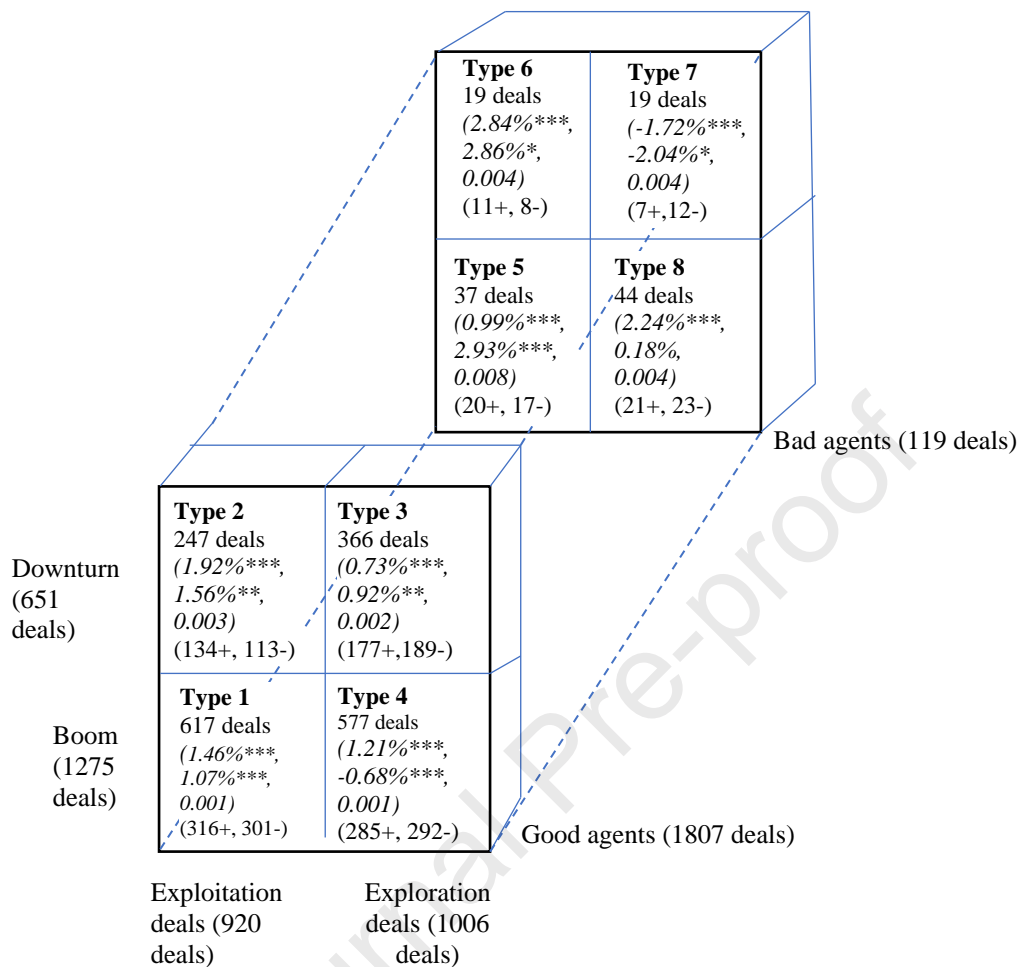 Type 6
19 deals
(2.84%***,
2.86%*,
0.004)
(11+, 8-)
Type 7
19 deals
(-1.72%***,
-2.04%*,
0.004)
(7+,12-)
Type 5
37 deals
(0.99%***,
2.93%***,
0.008)
(20+, 17-)
Type 8
44 deals
(2.24%***,
0.18%,
0.004)
(21+, 23-)
Bad agents (119 deals)
Type 2
247 deals
(1.92%***,
1.56%**,
0.003)
(134+, 113-)
Type 3
366 deals
(0.73%***,
0.92%**,
0.002)
(177+,189-)
Downturn
(651
deals)
Type 1
617 deals
(1.46%***,
1.07%***,
0.001)
(316+, 301-)
Type 4
577 deals
(1.21%***,
-0.68%***,
0.001)
(285+, 292-)
Boom
(1275
deals)
Good agents (1807 deals)
Exploitation
deals (920
deals)
Exploration
deals (1006
deals)
urnal Pre-proof